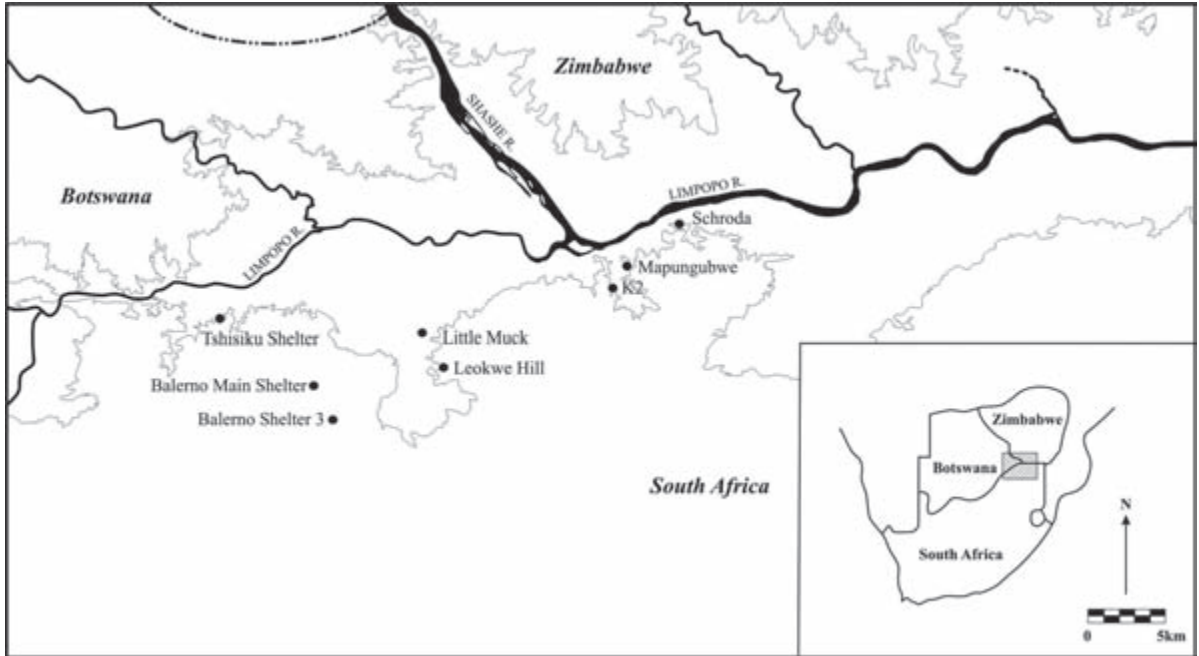 Zimbabwe
SHASHE R.
Botswana
LIMPOPO R.
LIMPOPO R.
Schroda
Mapungubwe
K2
Tshisiku Shelter
Little Muck
Leokwe Hill
Balerno Main Shelter
Balerno Shelter 3
South Africa
Zimbabwe
Botswana
South Africa
N
0 5km